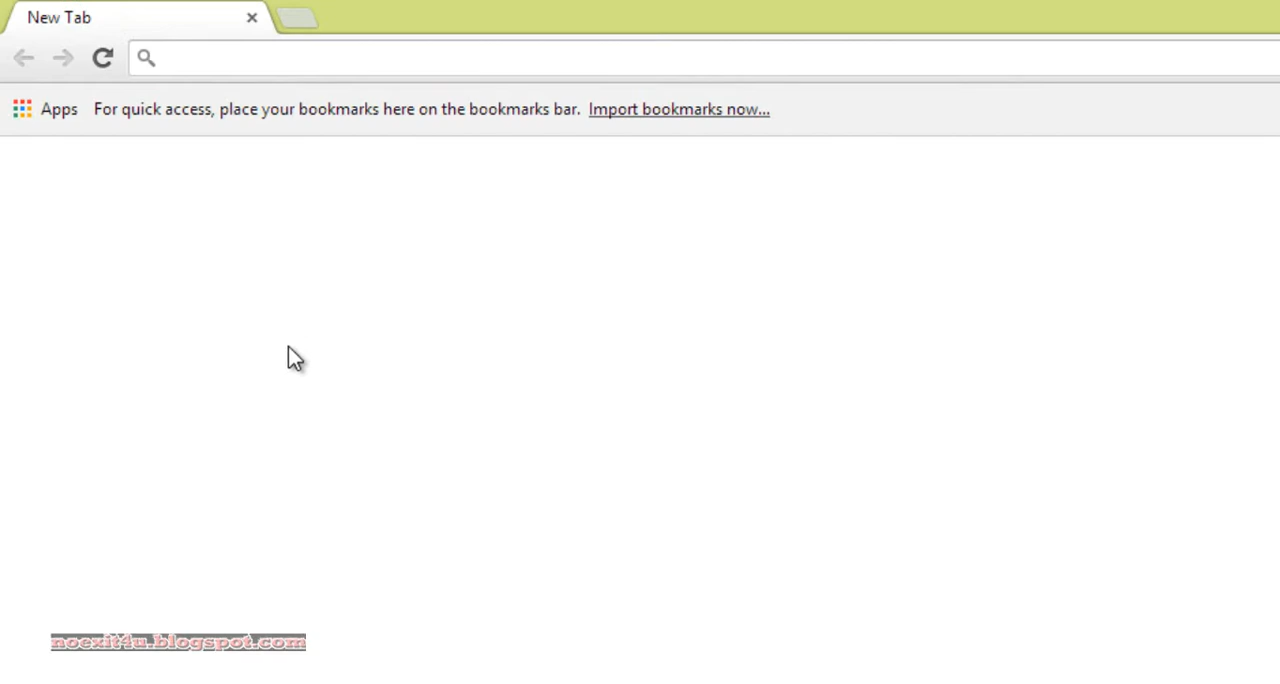 New Tab
Apps For quick access, place your bookmarks here on the bookmarks bar. Import bookmarks now...
noexit4u.blogspot.com